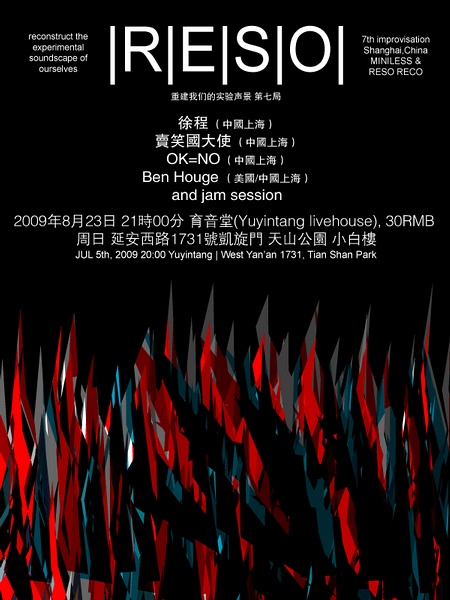 reconstruct the
experimental
soundscape of
ourselves
|R|E|S|O|
7th improvisation
Shanghai,China
MINILESS &
RESO RECO
重建我们的实验声景 第七局
徐程（中國上海）
賣笑國大使（中國上海）
OK=NO（中國上海）
Ben Houge（美國/中國上海）
and jam session
2009年8月23日 21時00分 育音堂(Yuyintang livehouse), 30RMB
周日 延安西路1731號凱旋門 天山公園 小白樓
JUL 5th, 2009 20:00 Yuyintang | West Yan'an 1731, Tian Shan Park